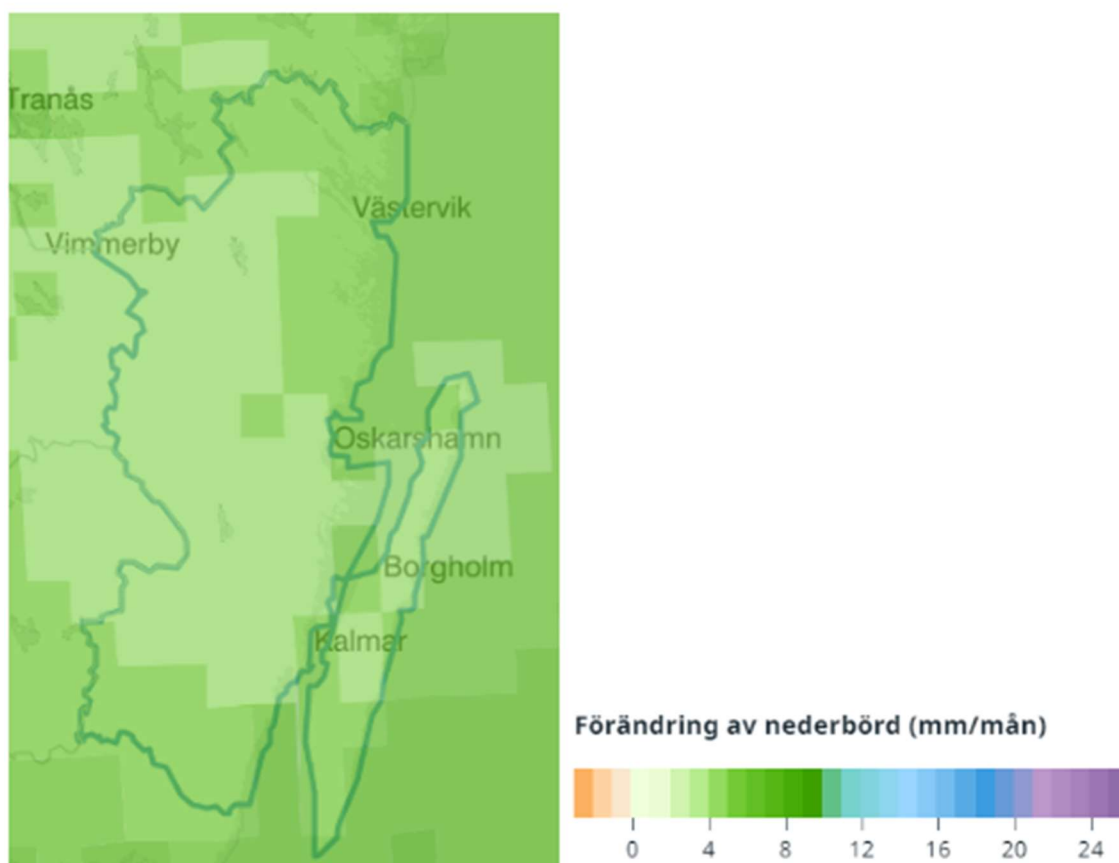 Tranås
Västervik
Vimmerby
Oskarshamn
Borgholm
Kalmar
Förändring av nederbörd (mm/mån)
0 4 8 12 16 20 24